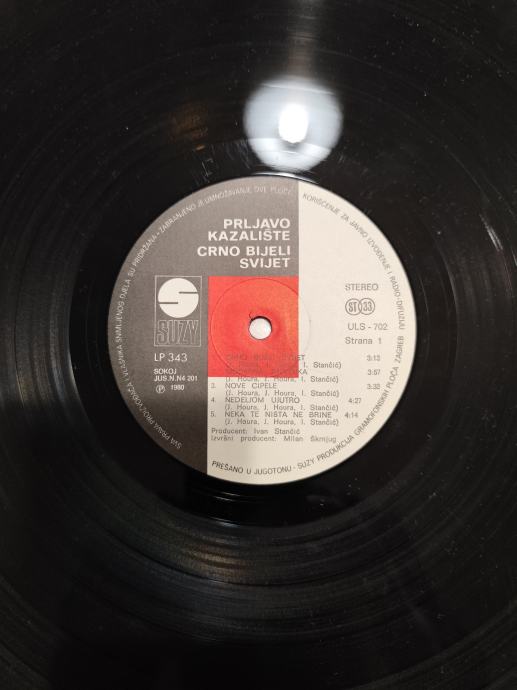 PRLJAVO
KAZALIŠTE
CRNO BIJELI
SVIJET
SUZY
LP 343
SOKOJ
JUS.N.N4 201
℗ 1980
STEREO
ST 33
ULS - 702
Strana 1
3:13
I. Stančić)
3:57
(J. Houra, J. Houra, I. Stančić)
3. NOVE CIPELE 3:33
(J. Houra, J. Houra, I. Stančić)
4. NEDELJOM UJUTRO 4:27
(J. Houra, J. Houra, I. Stančić)
5. NEKA TE NIŠTA NE BRINE 4:14
(J. Houra, J. Houra, I. Stančić)
Producent: Ivan Stančić
Izvršni producent: Milan Škrnjug
SVA PRAVA PROIZVOĐAČA I VLASNIKA SNIMLJENOG DJELA SU PRIDRŽANA · ZABRANJENO JE UMNOŽAVANJE OVE PLOČE
KORIŠĆENJE ZA JAVNO IZVOĐENJE I RADIO-DIFUZIJU
PREŠANO U JUGOTONU - SUZY PRODUKCIJA GRAMOFONSKIH PLOČA ZAGREB